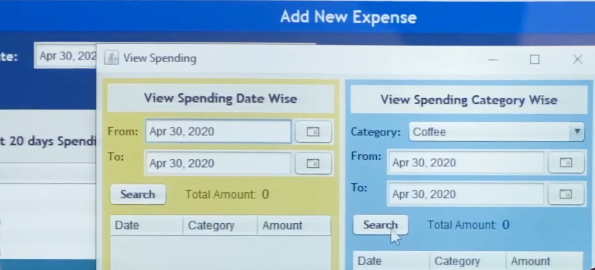 Add New Expense
te: Apr 30, 202
View Spending
View Spending Date Wise
From: Apr 30, 2020
To: Apr 30, 2020
Search Total Amount: 0
Date Category Amount
View Spending Category Wise
Category: Coffee
From: Apr 30, 2020
To: Apr 30, 2020
Search Total Amount: 0
Date Category Amount
t 20 days Spendi